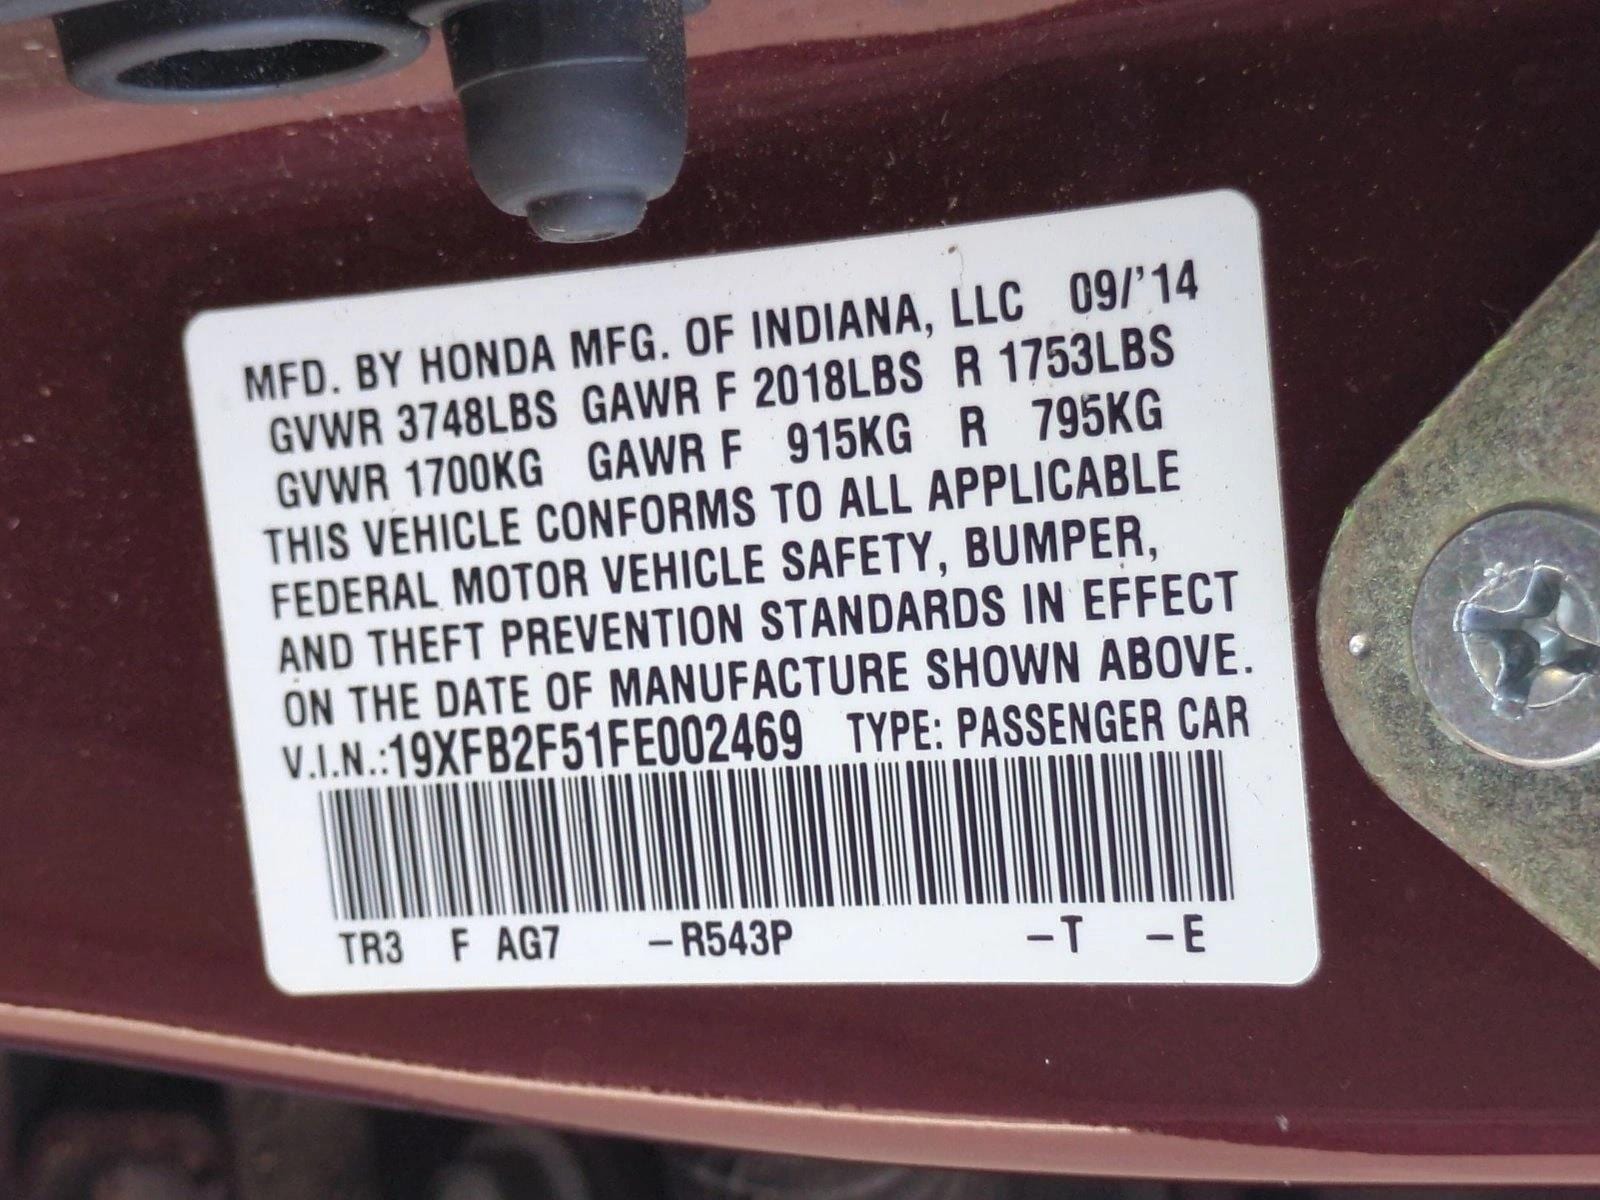 MFD. BY HONDA MFG. OF INDIANA, LLC 09/'14
GVWR 3748LBS GAWR F 2018LBS R 1753LBS
GVWR 1700KG GAWR F 915KG R 795KG
THIS VEHICLE CONFORMS TO ALL APPLICABLE
FEDERAL MOTOR VEHICLE SAFETY, BUMPER,
AND THEFT PREVENTION STANDARDS IN EFFECT
ON THE DATE OF MANUFACTURE SHOWN ABOVE.
V.I.N.:19XFB2F51FE002469 TYPE: PASSENGER CAR
TR3 F AG7 –R543P –T –E